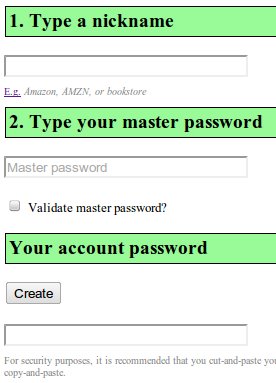 1. Type a nickname
E.g. Amazon, AMZN, or bookstore
2. Type your master password
Master password
Validate master password?
Your account password
Create
For security purposes, it is recommended that you cut-and-paste
copy-and-paste.